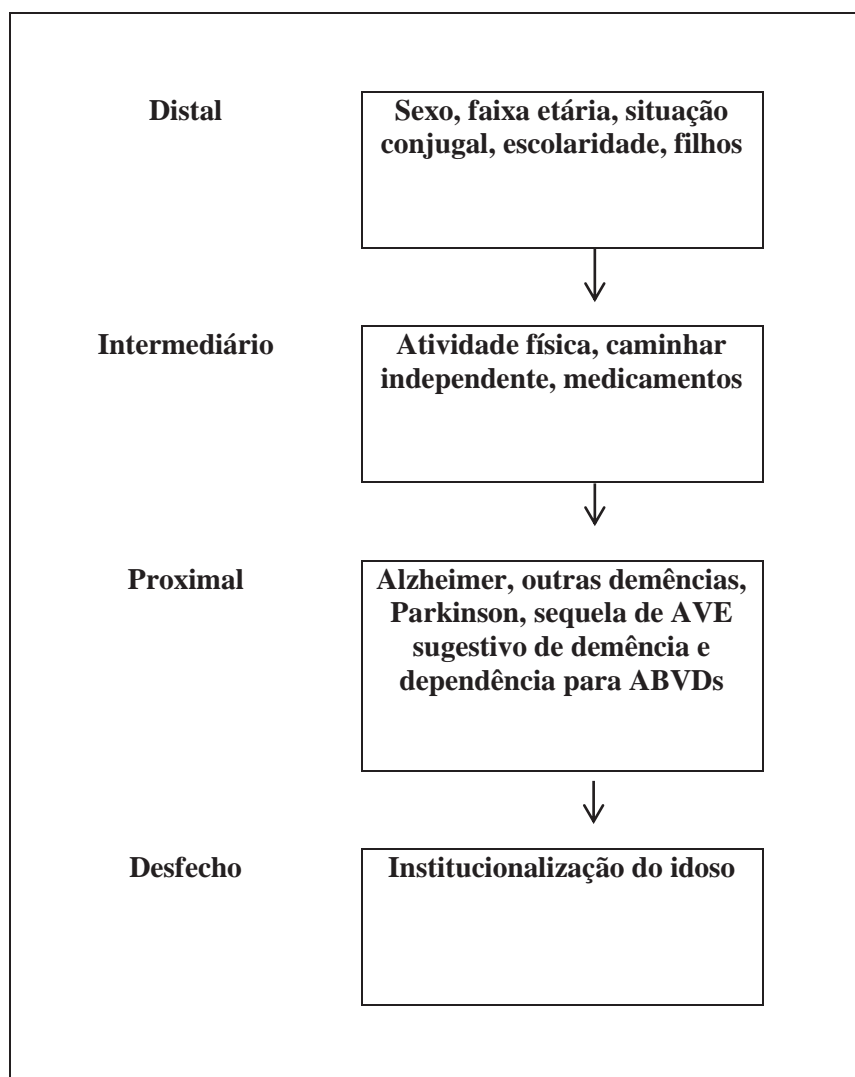 Distal
Sexo, faixa etária, situação
conjugal, escolaridade, filhos
Intermediário
Atividade física, caminhar
independente, medicamentos
Proximal
Alzheimer, outras demências,
Parkinson, sequela de AVE
sugestivo de demência e
dependência para ABVDs
Desfecho
Institucionalização do idoso